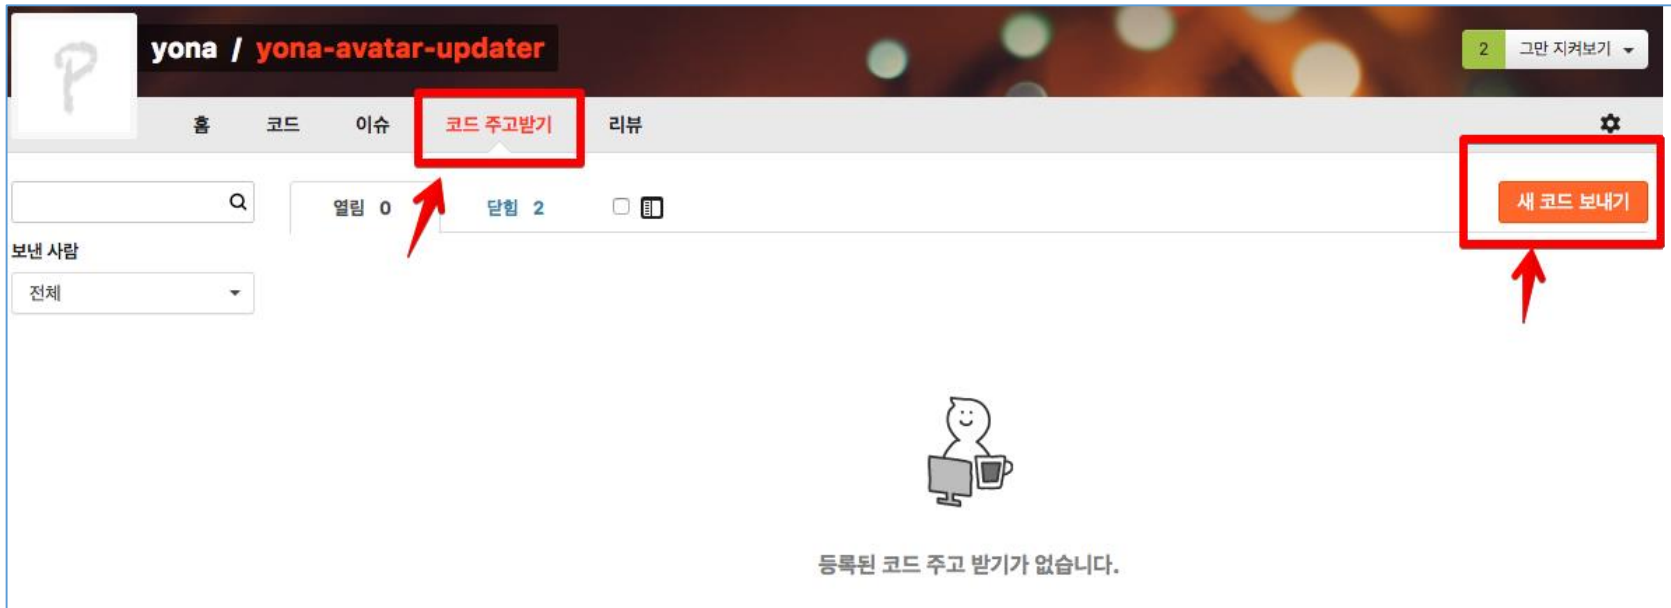 P
yona / yona-avatar-updater
2 그만 지켜보기
홈 코드 이슈 코드 주고받기 리뷰
열림 0 닫힘 2
새 코드 보내기
보낸 사람
전체
등록된 코드 주고 받기가 없습니다.